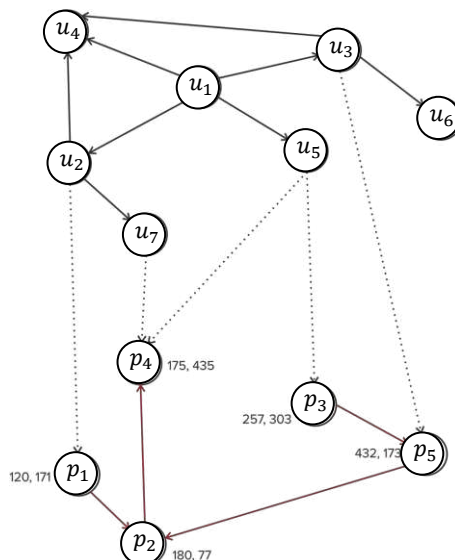 u4
u3
u1
u6
u5
u2
u7
p4 175, 435
p3
257, 303
p5
432, 173
p1
120, 171
p2
180, 77